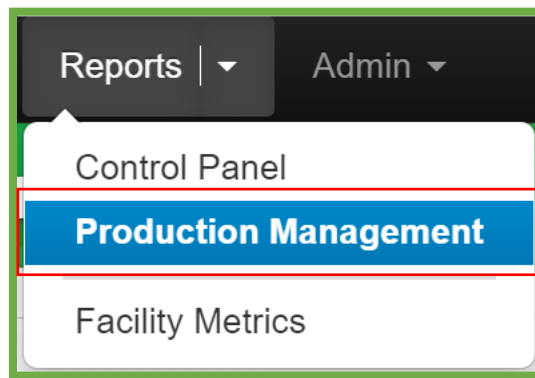 Reports Admin
Control Panel
Production Management
Facility Metrics